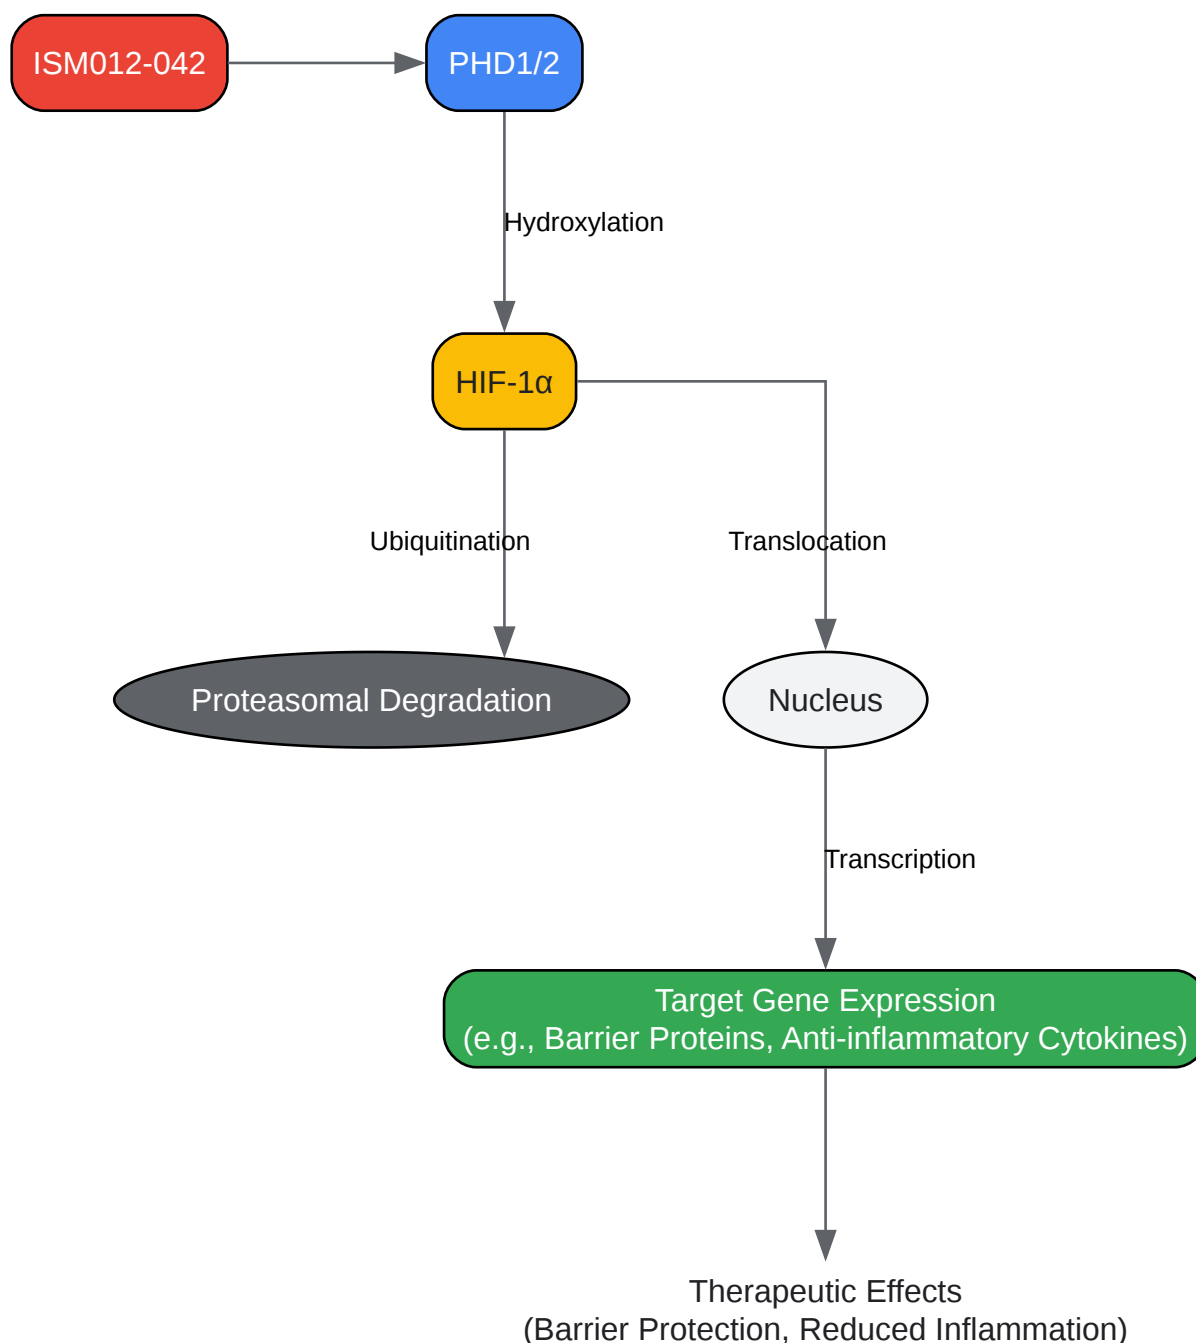 ISM012-042
PHD1/2
Hydroxylation
HIF-1α
Ubiquitination
Translocation
Proteasomal Degradation
Nucleus
Transcription
Target Gene Expression
(e.g., Barrier Proteins, Anti-inflammatory Cytokines)
Therapeutic Effects
(Barrier Protection, Reduced Inflammation)